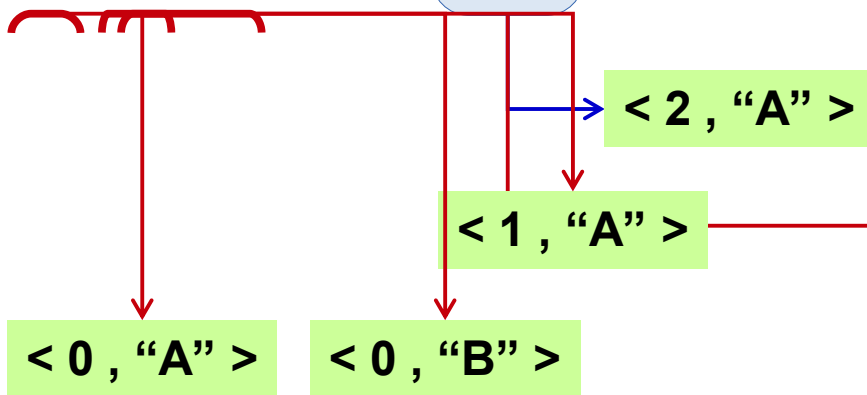 < 2 , “A” >
< 1 , “A” >
< 0 , “A” >
< 0 , “B” >